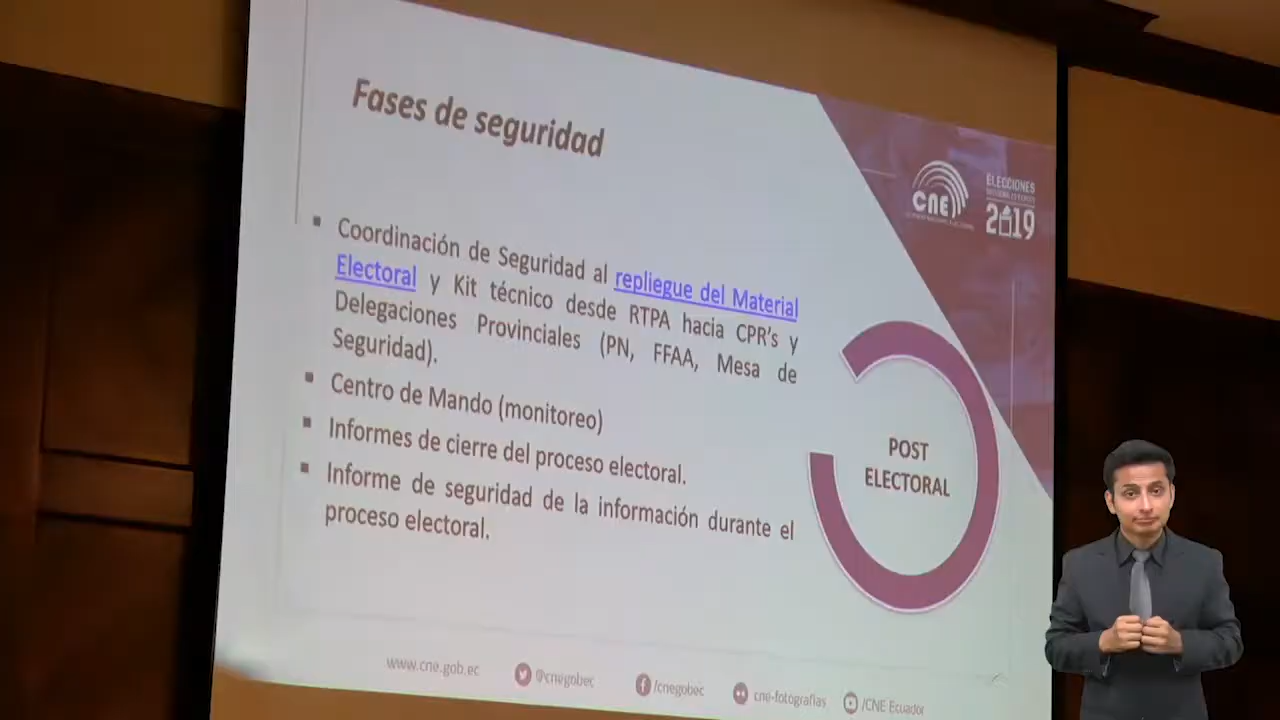 Fases de seguridad
CNE
ELECCIONES
2019
Coordinación de Seguridad al repliegue del Material
Electoral y Kit técnico desde RTPA hacia CPR's y
Delegaciones Provinciales (PN, FFAA, Mesa de
Seguridad).
Centro de Mando (monitoreo)
Informes de cierre del proceso electoral.
Informe de seguridad de la información durante el
proceso electoral.
POST
ELECTORAL
www.cne.gob.ec
@cnegobec
/cnegobec
cne-fotografias
/CNE Ecuador